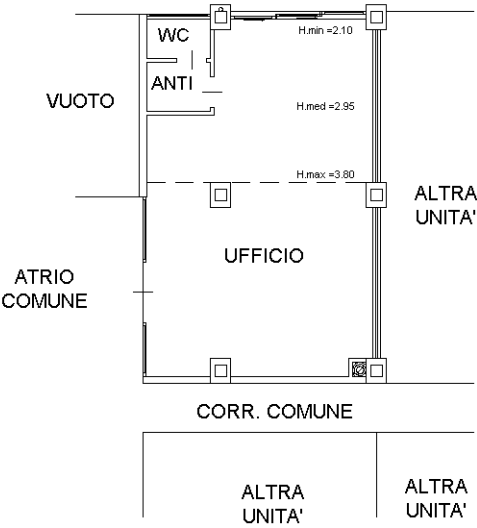 H.min =2.10
WC
ANTI
VUOTO
H.med =2.95
H.max =3.80
ALTRA
UNITA'
UFFICIO
ATRIO
COMUNE
CORR. COMUNE
ALTRA
UNITA'
ALTRA
UNITA'